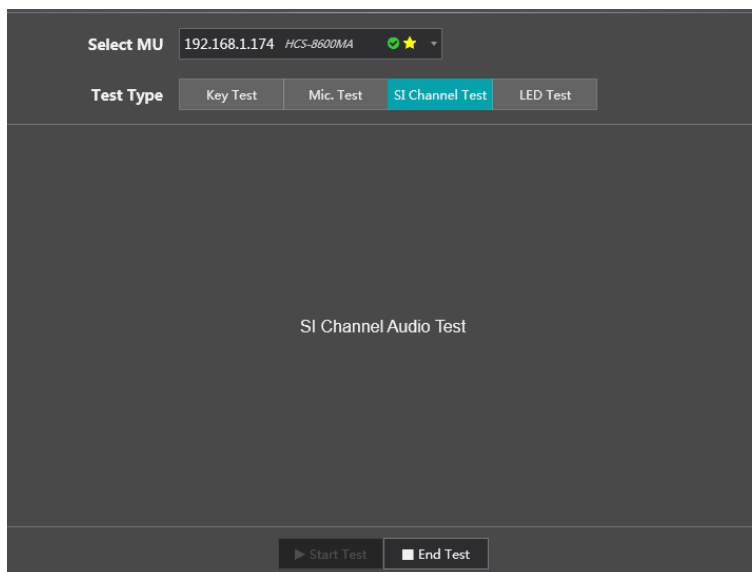 Select MU 192.168.1.174 HCS-8600MA
Test Type Key Test Mic. Test SI Channel Test LED Test
SI Channel Audio Test
Start Test End Test